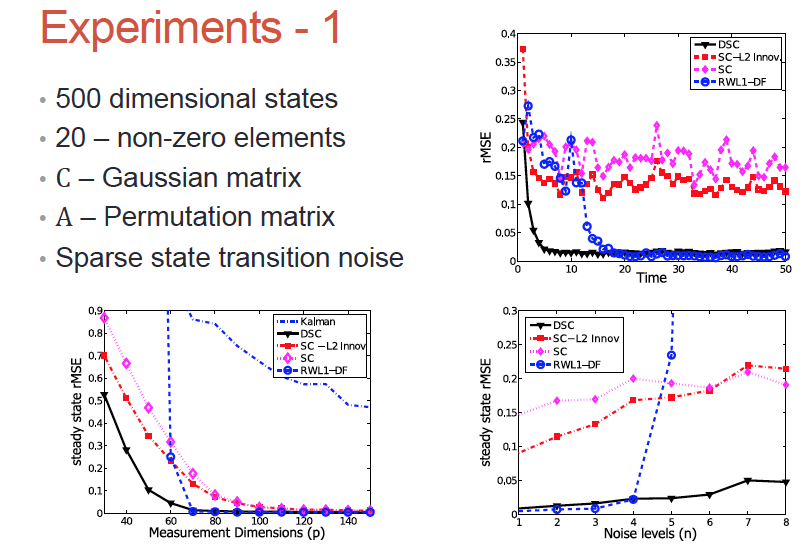 Experiments - 1
• 500 dimensional states
• 20 – non-zero elements
• C – Gaussian matrix
• A – Permutation matrix
• Sparse state transition noise
0.4
0.35
0.3
0.25
0.2
0.15
0.1
0.05
0
rMSE
0 10 20 30 40 50
Time
DSC
SC–L2 Innov.
SC
RWL1–DF
0.9
0.8
0.7
0.6
0.5
0.4
0.3
0.2
0.1
0
steady state rMSE
40 60 80 100 120 140
Measurement Dimensions (p)
Kalman
DSC
SC –L2 Innov
SC
RWL1–DF
0.3
0.25
0.20
0.15
0.1
0.05
0
steady state rMSE
1 2 3 4 5 6 7 8
Noise levels (n)
DSC
SC–L2 Innov
SC
RWL1–DF